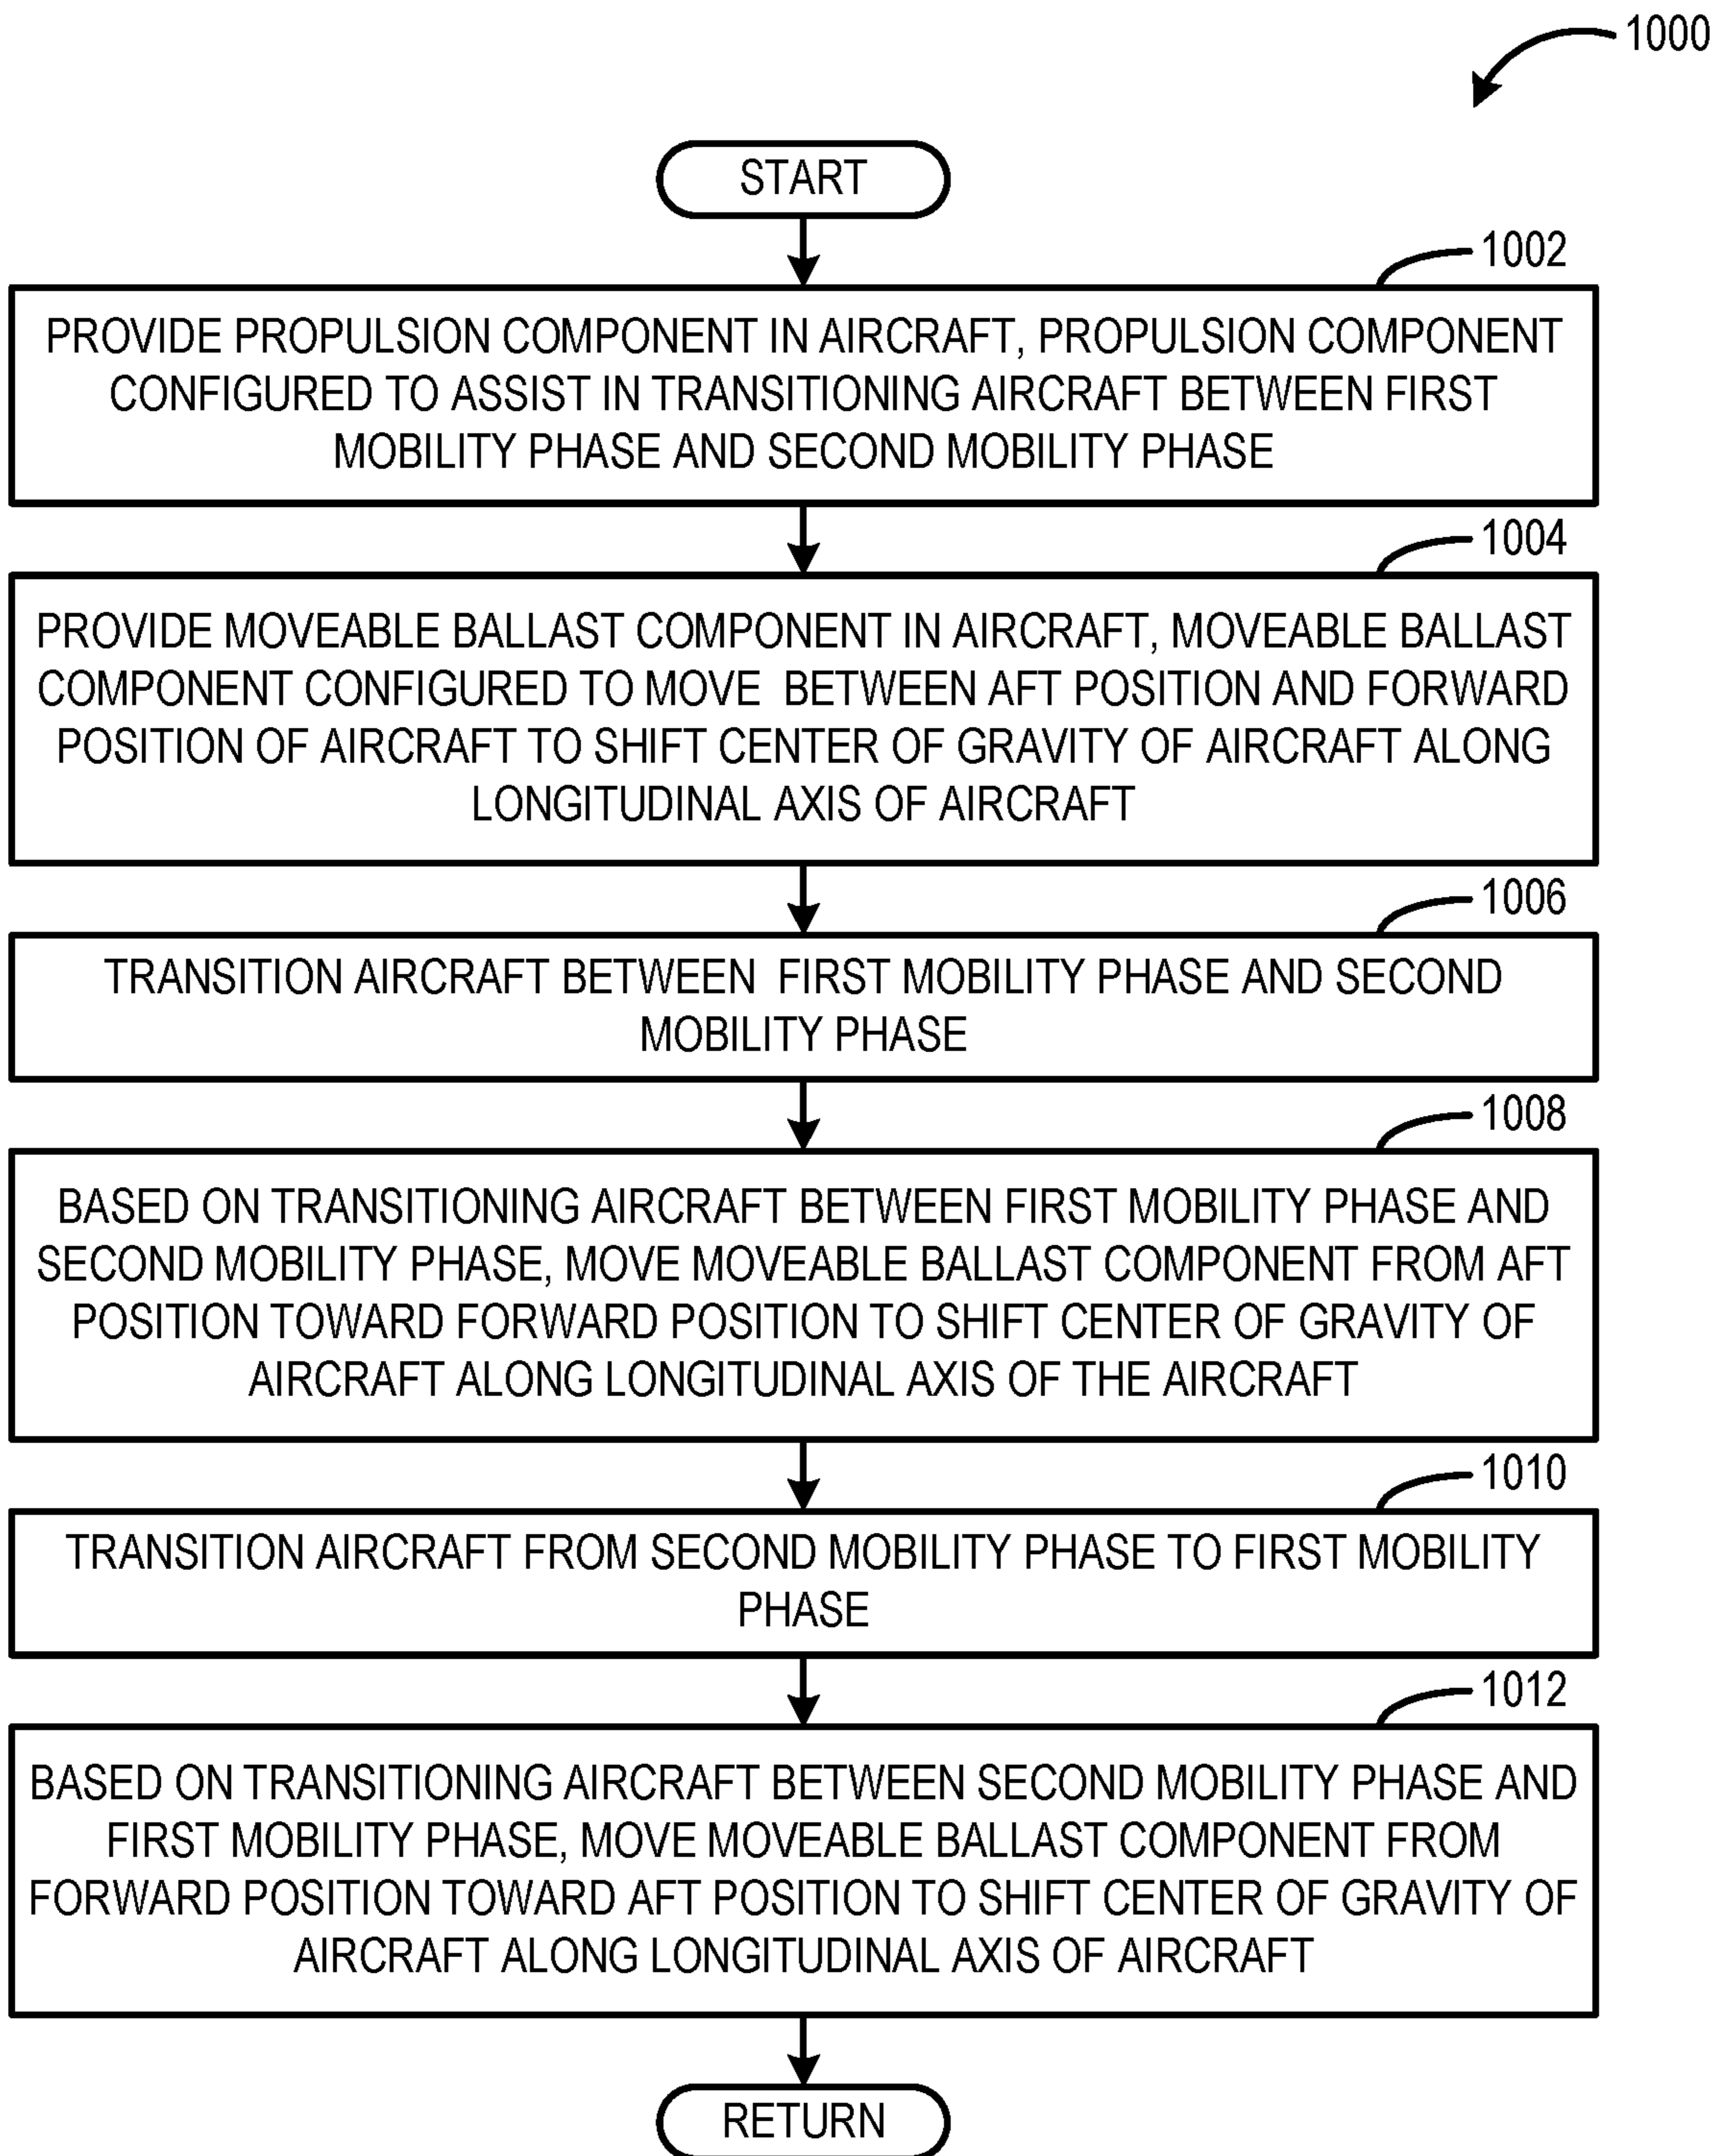 1000
START
1002
PROVIDE PROPULSION COMPONENT IN AIRCRAFT, PROPULSION COMPONENT
CONFIGURED TO ASSIST IN TRANSITIONING AIRCRAFT BETWEEN FIRST
MOBILITY PHASE AND SECOND MOBILITY PHASE
1004
PROVIDE MOVEABLE BALLAST COMPONENT IN AIRCRAFT, MOVEABLE BALLAST
COMPONENT CONFIGURED TO MOVE BETWEEN AFT POSITION AND FORWARD
POSITION OF AIRCRAFT TO SHIFT CENTER OF GRAVITY OF AIRCRAFT ALONG
LONGITUDINAL AXIS OF AIRCRAFT
1006
TRANSITION AIRCRAFT BETWEEN FIRST MOBILITY PHASE AND SECOND
MOBILITY PHASE
1008
BASED ON TRANSITIONING AIRCRAFT BETWEEN FIRST MOBILITY PHASE AND
SECOND MOBILITY PHASE, MOVE MOVEABLE BALLAST COMPONENT FROM AFT
POSITION TOWARD FORWARD POSITION TO SHIFT CENTER OF GRAVITY OF
AIRCRAFT ALONG LONGITUDINAL AXIS OF THE AIRCRAFT
1010
TRANSITION AIRCRAFT FROM SECOND MOBILITY PHASE TO FIRST MOBILITY
PHASE
1012
BASED ON TRANSITIONING AIRCRAFT BETWEEN SECOND MOBILITY PHASE AND
FIRST MOBILITY PHASE, MOVE MOVEABLE BALLAST COMPONENT FROM
FORWARD POSITION TOWARD AFT POSITION TO SHIFT CENTER OF GRAVITY OF
AIRCRAFT ALONG LONGITUDINAL AXIS OF AIRCRAFT
RETURN